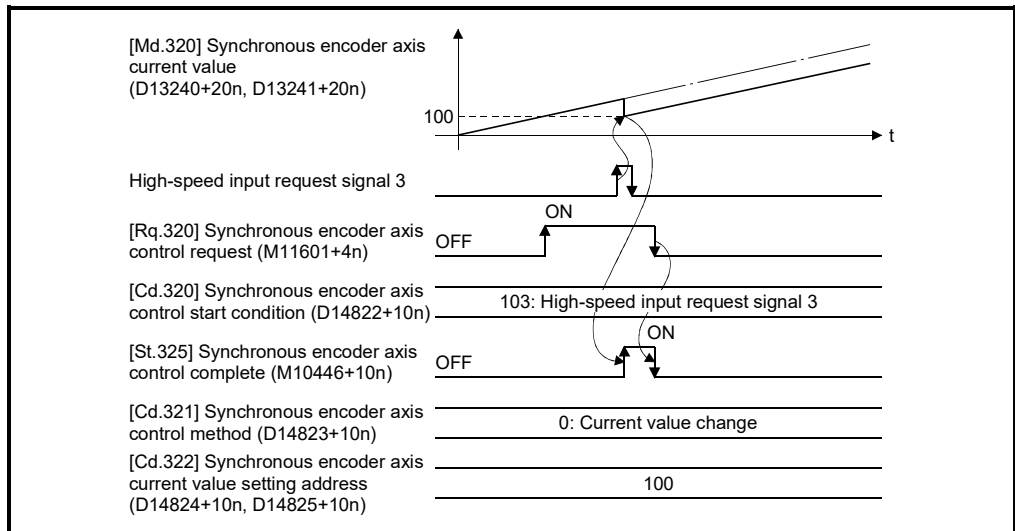 [Md.320] Synchronous encoder axis
current value
(D13240+20n, D13241+20n)
100
t
High-speed input request signal 3
ON
[Rq.320] Synchronous encoder axis
control request (M11601+4n)
OFF
[Cd.320] Synchronous encoder axis
control start condition (D14822+10n)
103: High-speed input request signal 3
ON
[St.325] Synchronous encoder axis
control complete (M10446+10n)
OFF
[Cd.321] Synchronous encoder axis
control method (D14823+10n)
0: Current value change
[Cd.322] Synchronous encoder axis
current value setting address
(D14824+10n, D14825+10n)
100